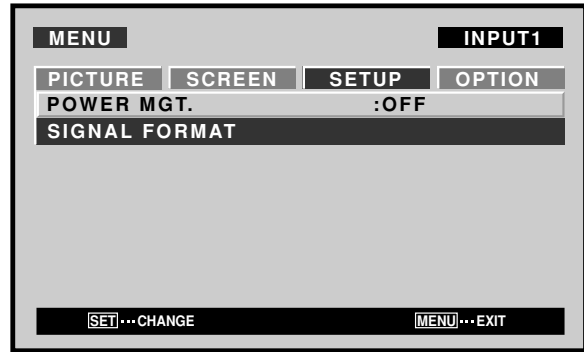 MENU INPUT1
PICTURE SCREEN SETUP OPTION
POWER MGT. :OFF
SIGNAL FORMAT
SET ··· CHANGE MENU ··· EXIT